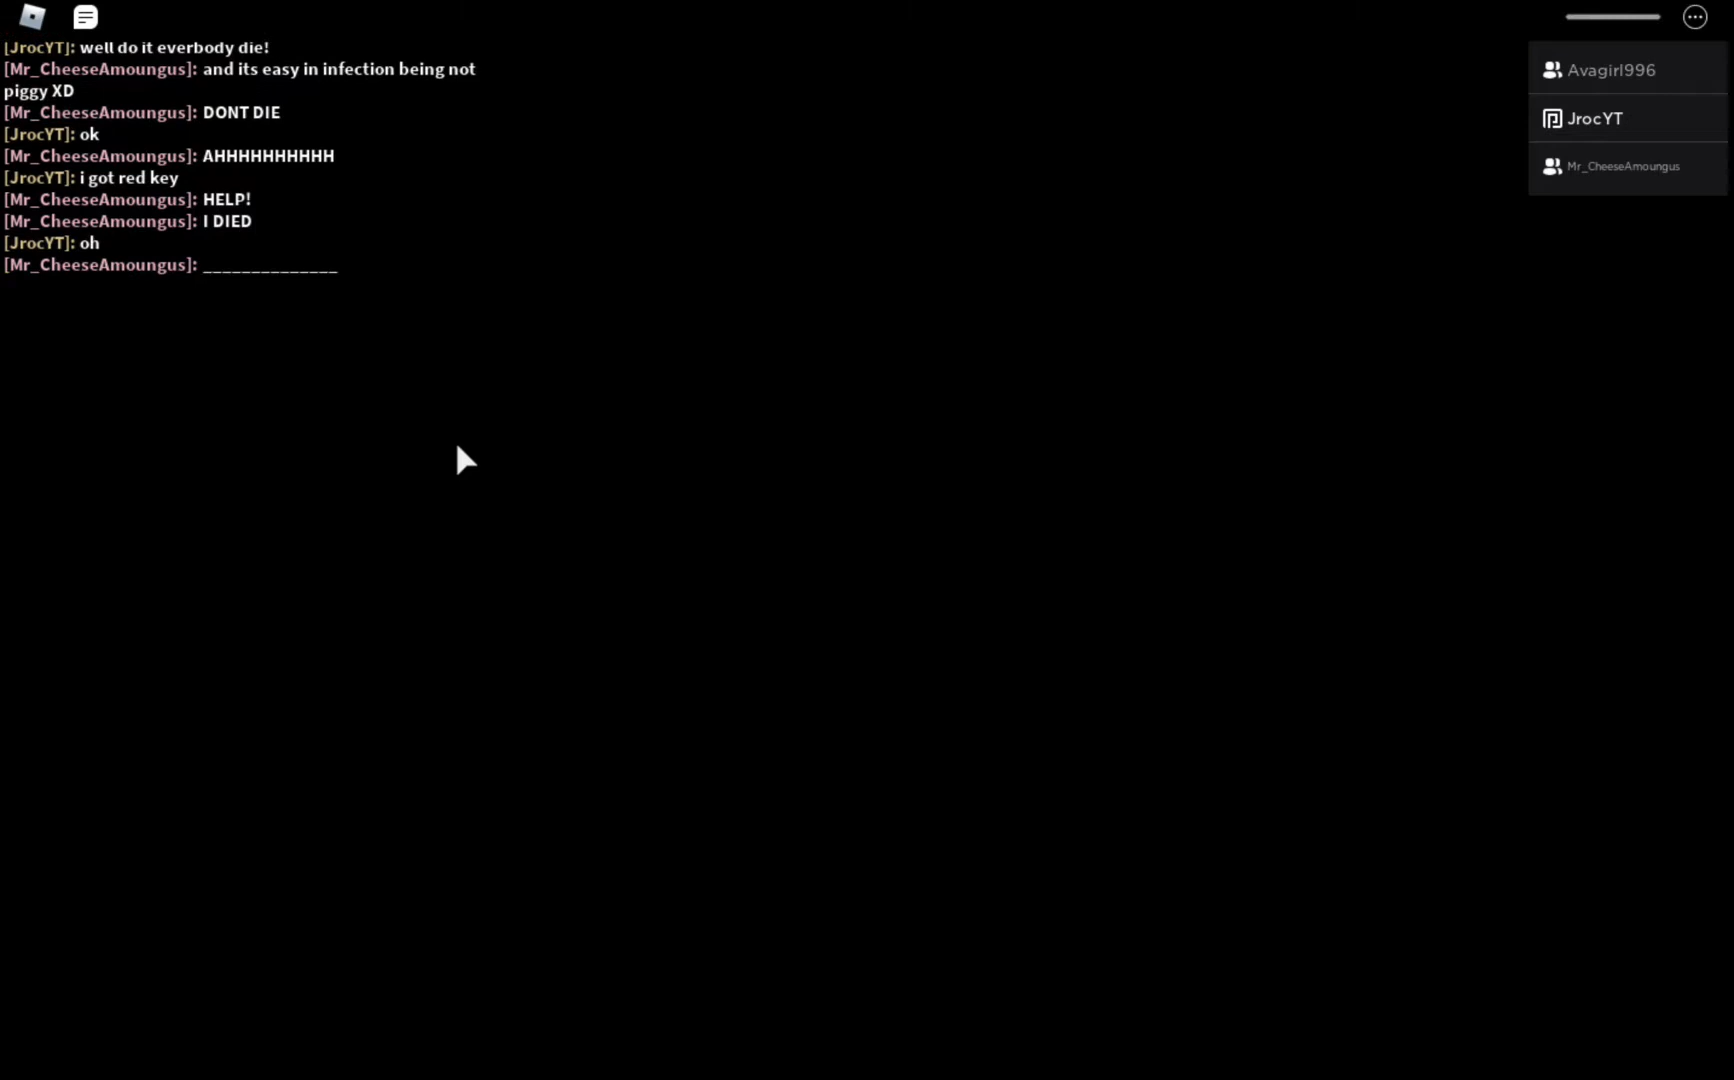 [JrocYT]: well do it everbody die!
[Mr_CheeseAmoungus]: and its easy in infection being not
piggy XD
[Mr_CheeseAmoungus]: DONT DIE
[JrocYT]: ok
[Mr_CheeseAmoungus]: AHHHHHHHHHH
[JrocYT]: i got red key
[Mr_CheeseAmoungus]: HELP!
[Mr_CheeseAmoungus]: I DIED
[JrocYT]: oh
[Mr_CheeseAmoungus]: ______________
Avagirl996
JrocYT
Mr_CheeseAmoungus